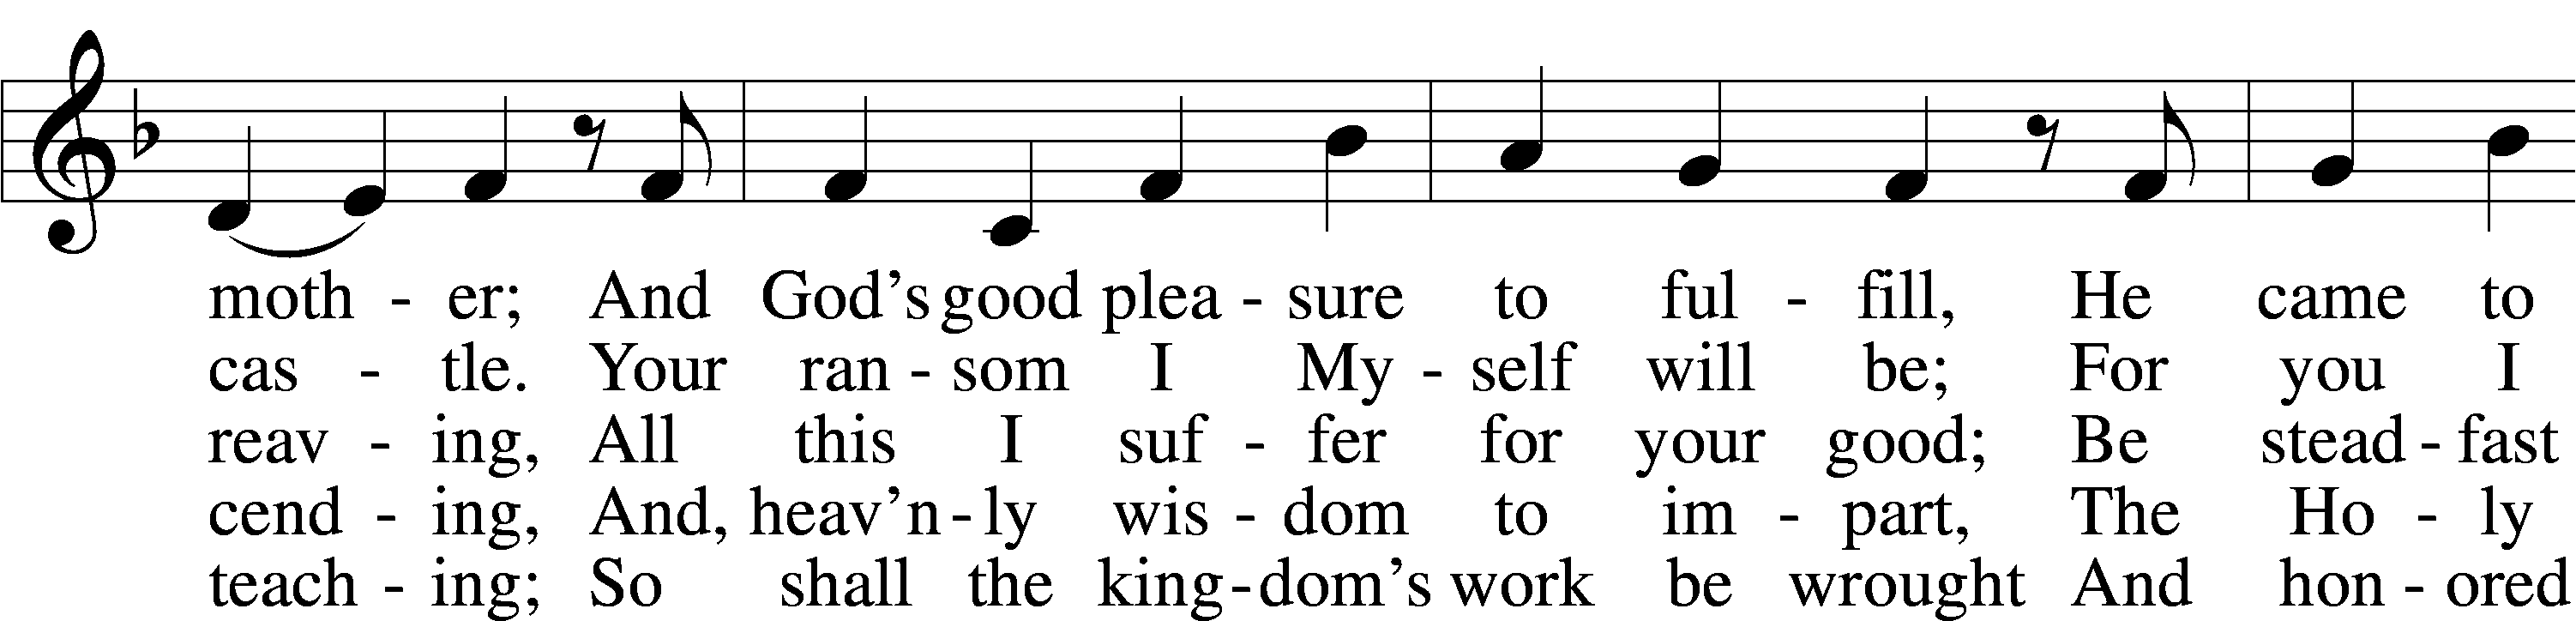 moth - er; And God’s good plea - sure to ful - fill, He came to
cas - tle. Your ran - som I My - self will be; For you I
reav - ing, All this I suf - fer for your good; Be stead - fast
cend - ing, And, heav’n - ly wis - dom to im - part, The Ho - ly
teach - ing; So shall the king - dom’s work be wrought And hon - ored